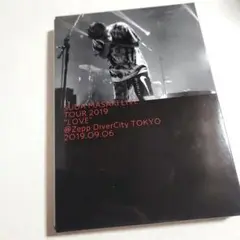 SUDA MASAKI LIVE
TOUR 2019
"LOVE"
@Zepp DiverCity TOKYO
2019.09.06